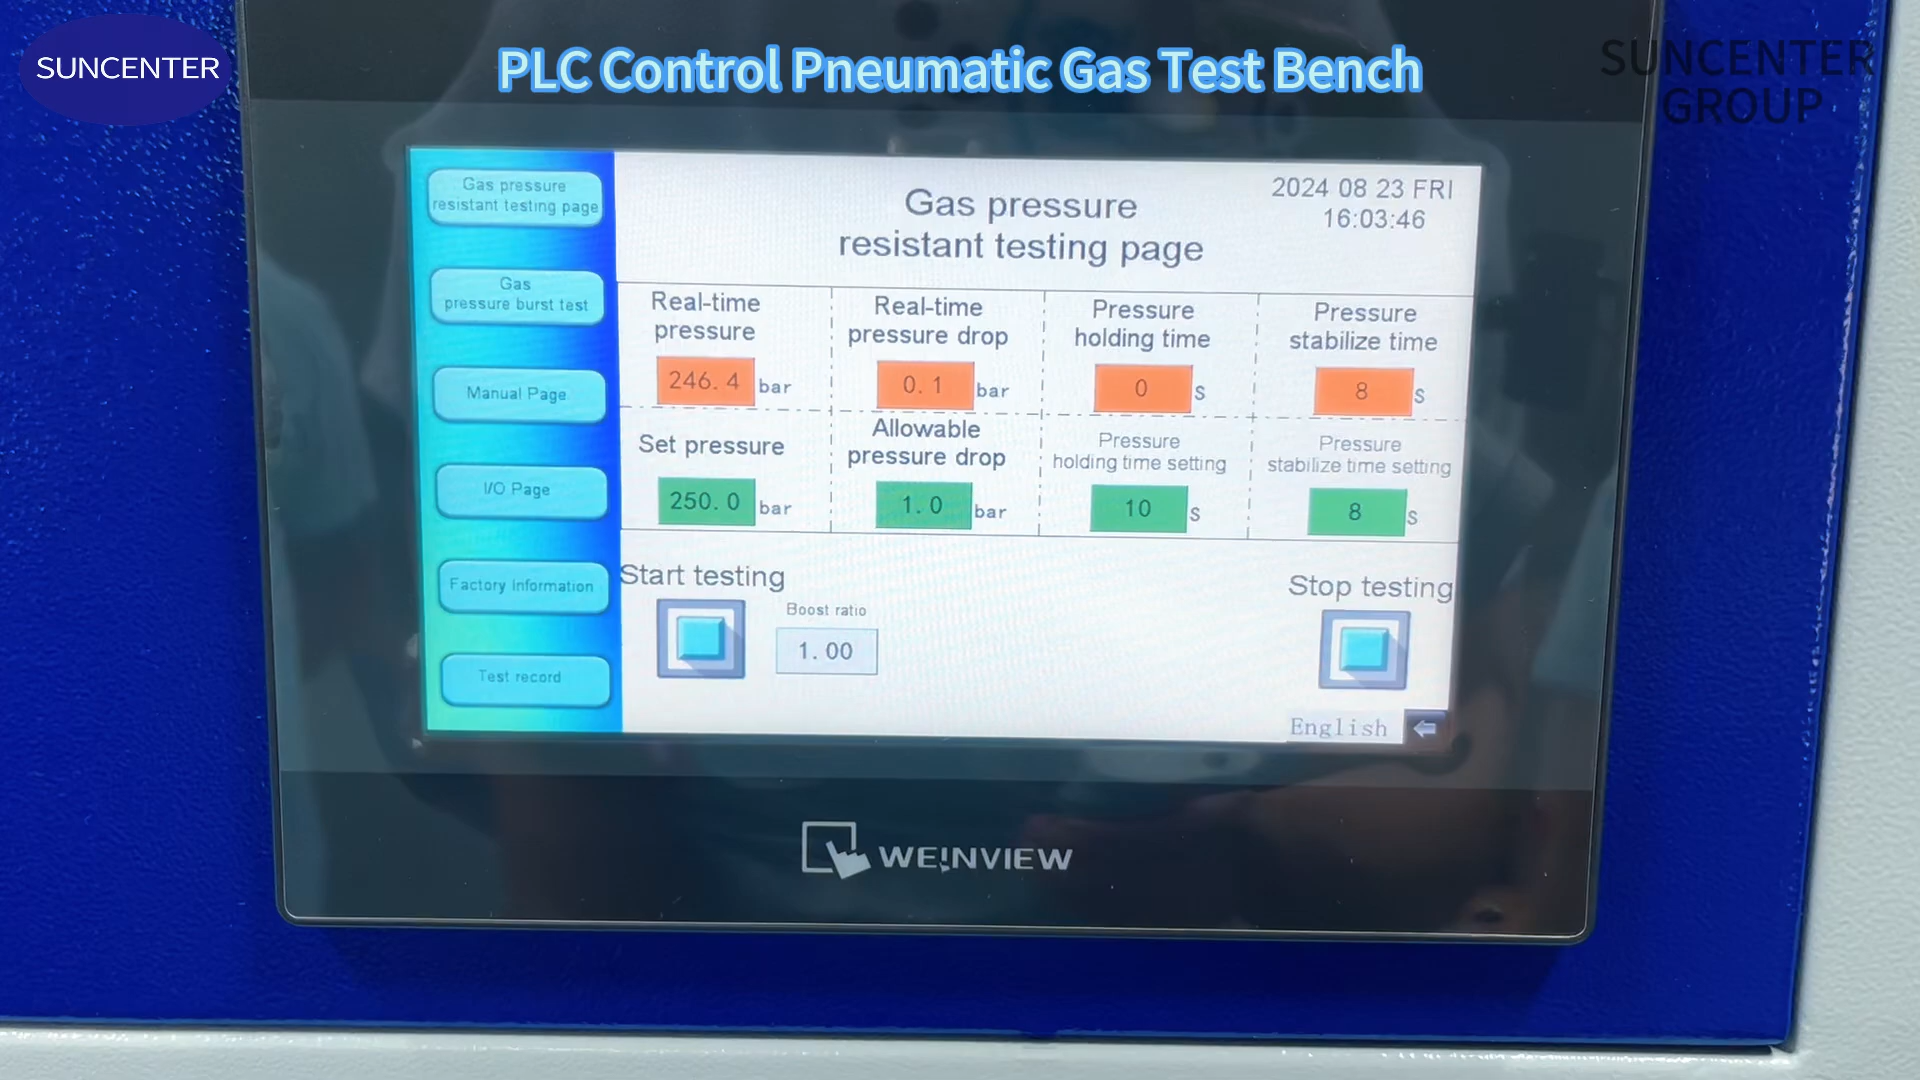 SUNCENTER
PLC Control Pneumatic Gas Test Bench
SUNCENTER
GROUP
Gas pressure
resistant testing page
Gas
pressure burst test
Manual Page
I/O Page
Factory Information
Test record
Gas pressure
resistant testing page
2024 08 23 FRI
16:03:46
Real-time
pressure
246.4 bar
Real-time
pressure drop
0.1 bar
Pressure
holding time
0 S
Pressure
stabilize time
8 S
Set pressure
250.0 bar
Allowable
pressure drop
1.0 bar
Pressure
holding time setting
10 S
Pressure
stabilize time setting
8 S
Start testing
Boost ratio
1.00
Stop testing
English
WEINVIEW